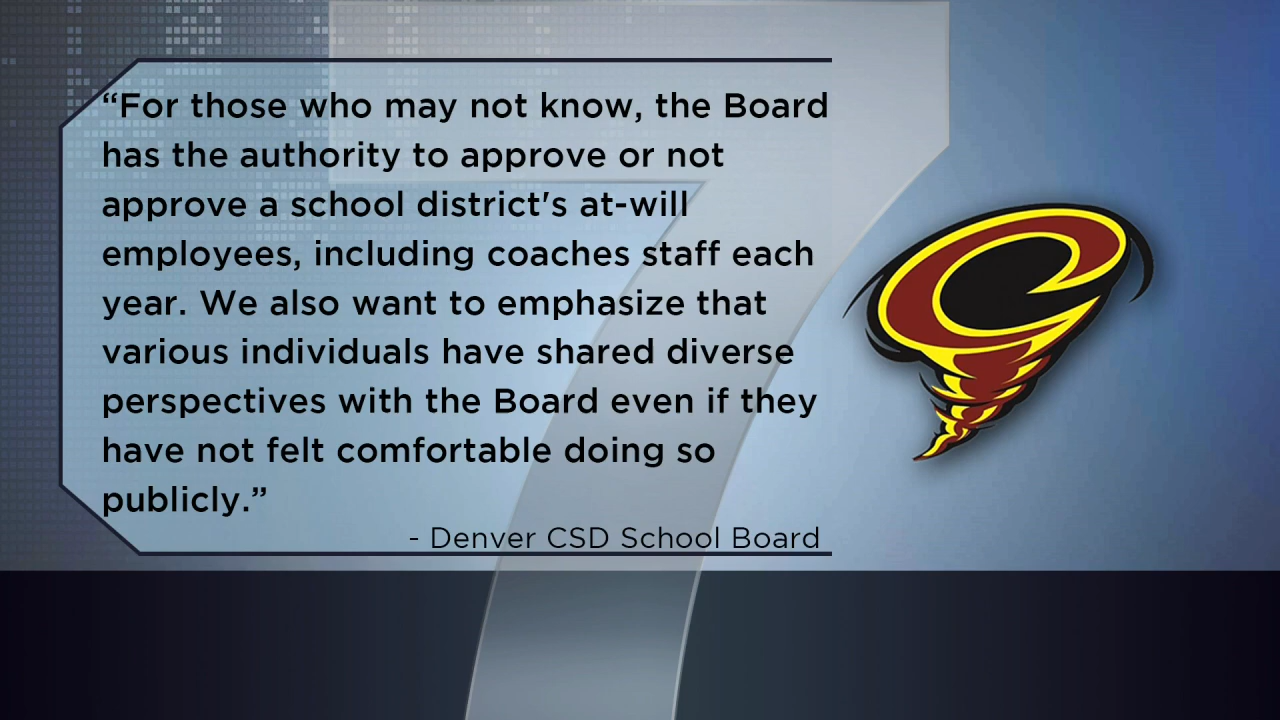 “For those who may not know, the Board
has the authority to approve or not
approve a school district's at-will
employees, including coaches staff each
year. We also want to emphasize that
various individuals have shared diverse
perspectives with the Board even if they
have not felt comfortable doing so
publicly.”
- Denver CSD School Board
7
C